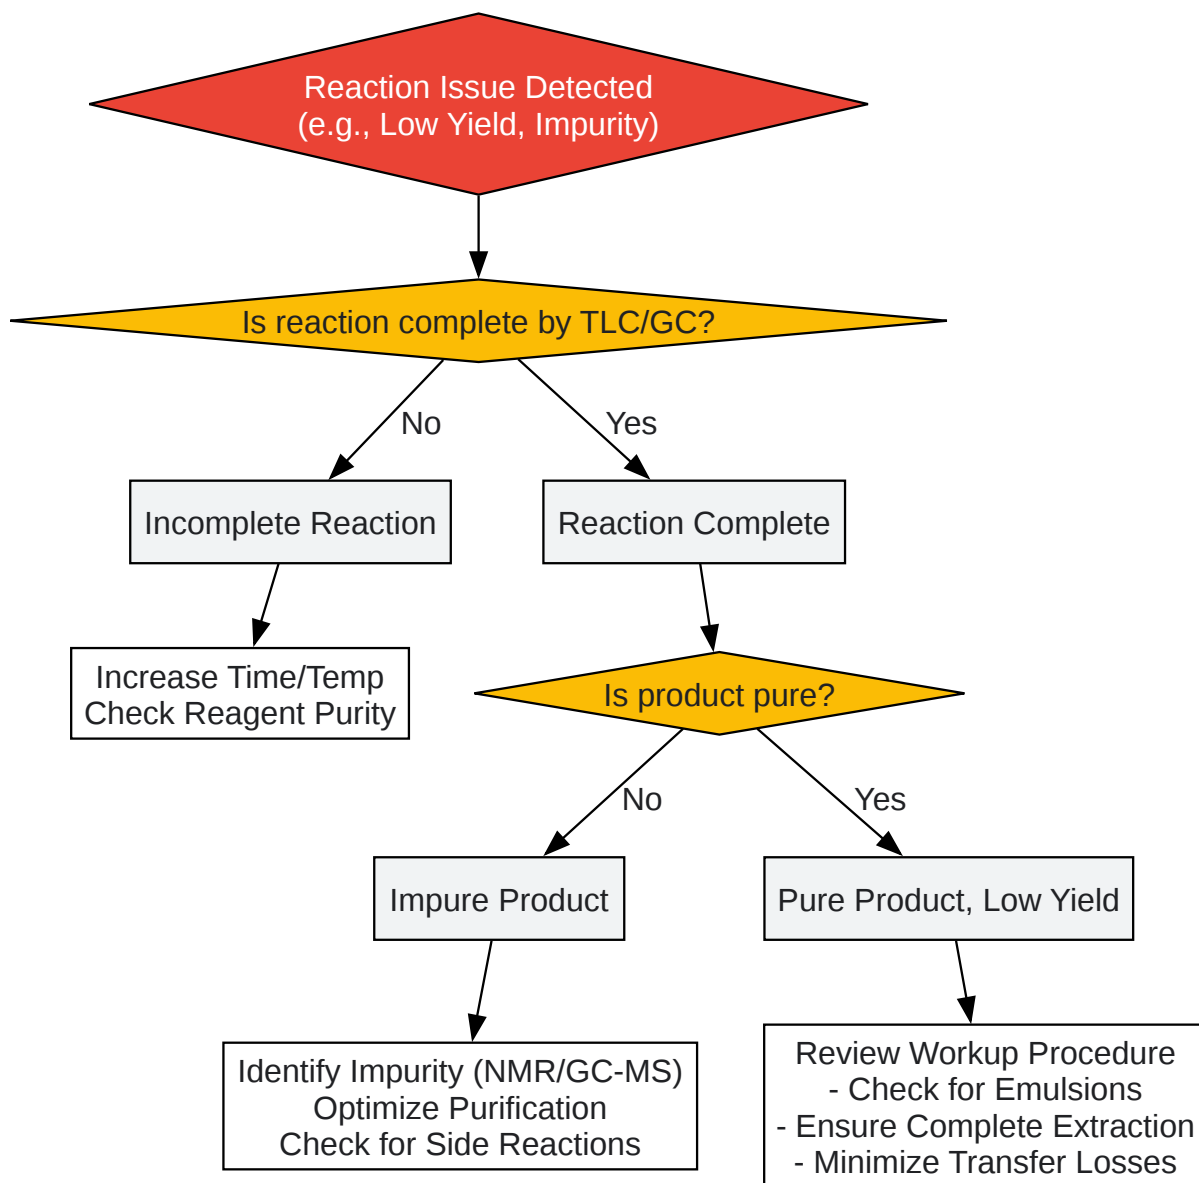 Reaction Issue Detected
(e.g., Low Yield, Impurity)
Is reaction complete by TLC/GC?
No
Yes
Incomplete Reaction
Reaction Complete
Increase Time/Temp
Check Reagent Purity
Is product pure?
No
Yes
Impure Product
Pure Product, Low Yield
Identify Impurity (NMR/GC-MS)
Optimize Purification
Check for Side Reactions
Review Workup Procedure
- Check for Emulsions
- Ensure Complete Extraction
- Minimize Transfer Losses